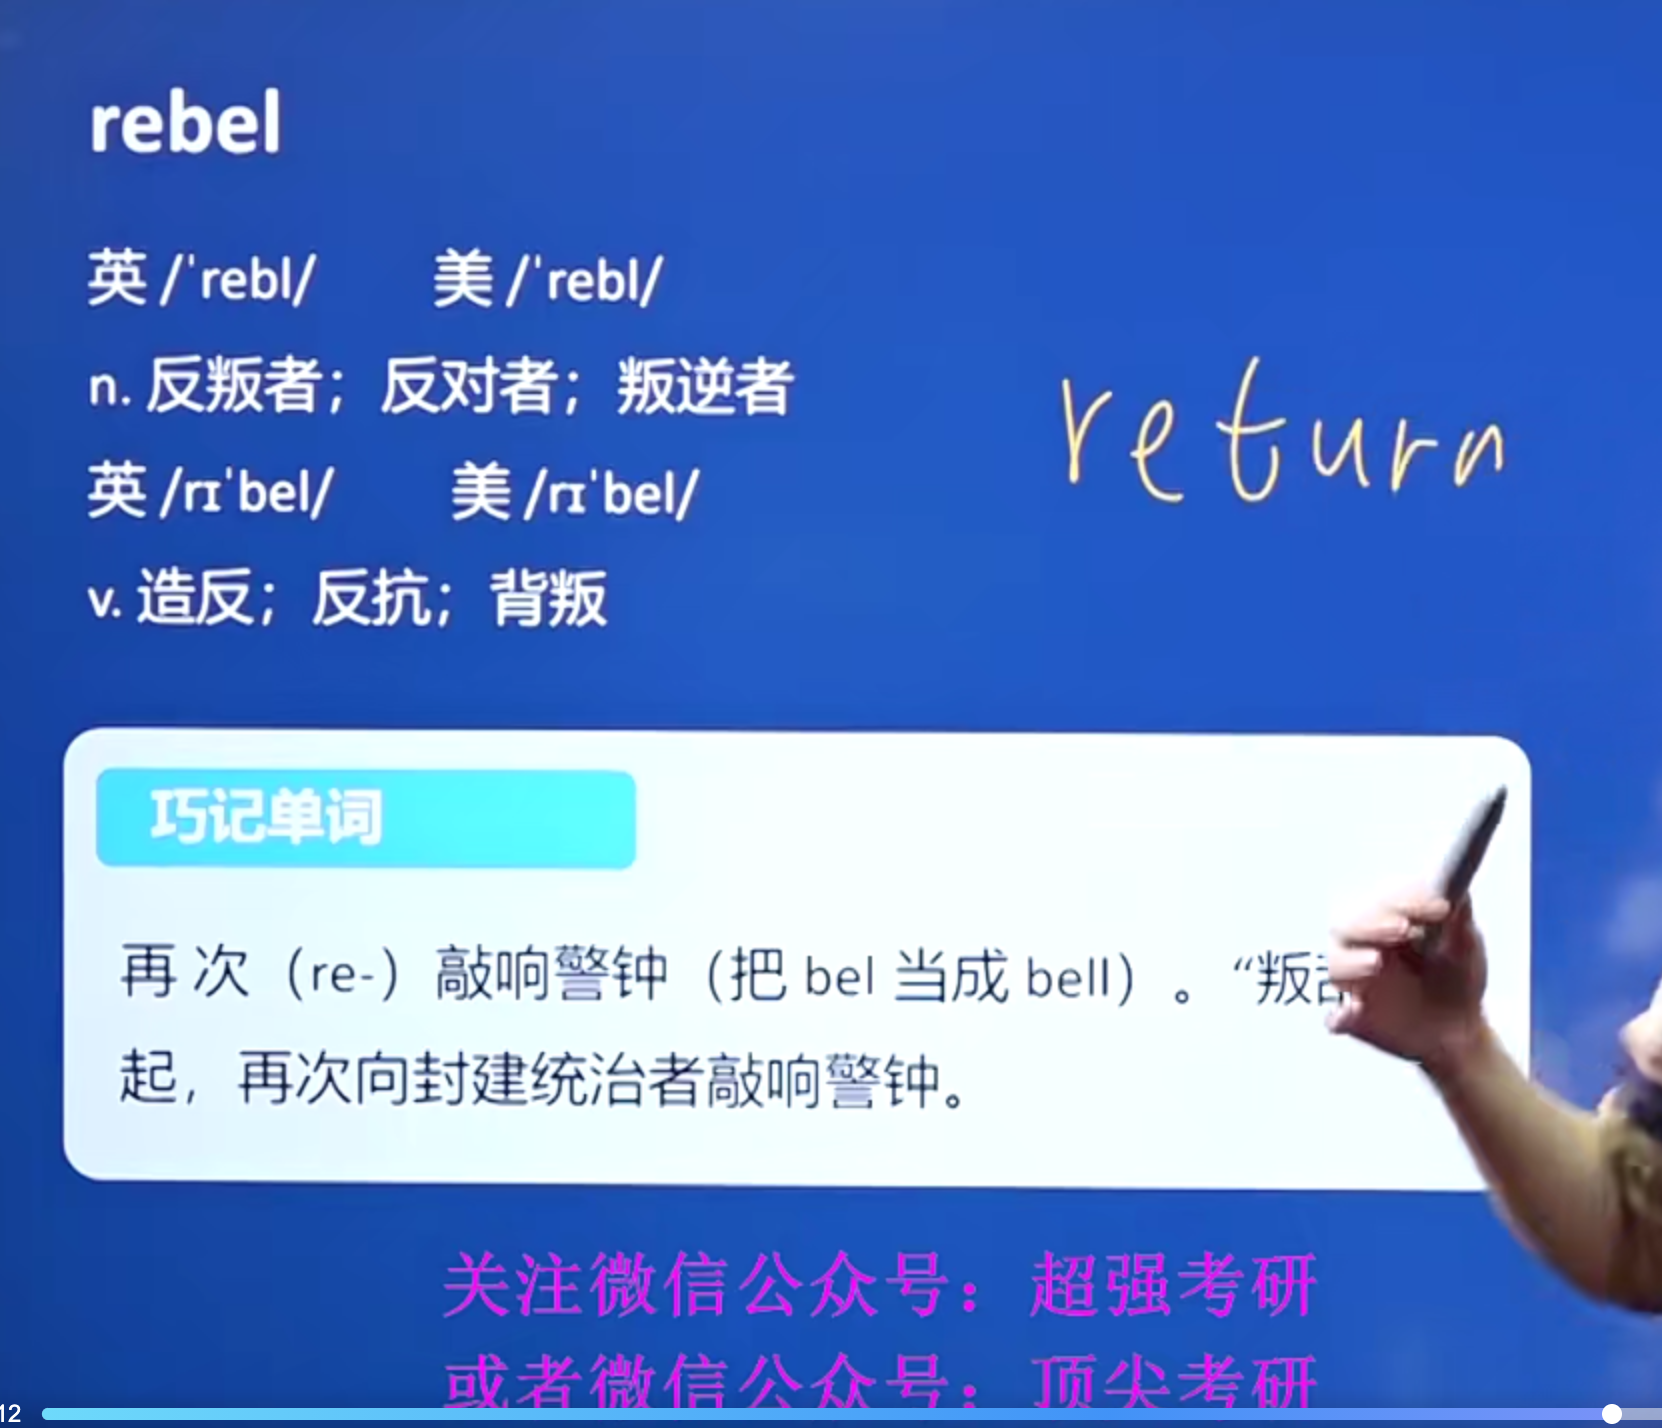 rebel
英 /ˈrebl/ 美 /ˈrebl/
n. 反叛者；反对者；叛逆者
return
英 /rɪˈbel/ 美 /rɪˈbel/
v. 造反；反抗；背叛
巧记单词
再次（re-）敲响警钟（把 bel 当成 bell）。“叛
起，再次向封建统治者敲响警钟。
关注微信公众号：超强考研
或者微信公众号：顶尖考研
12